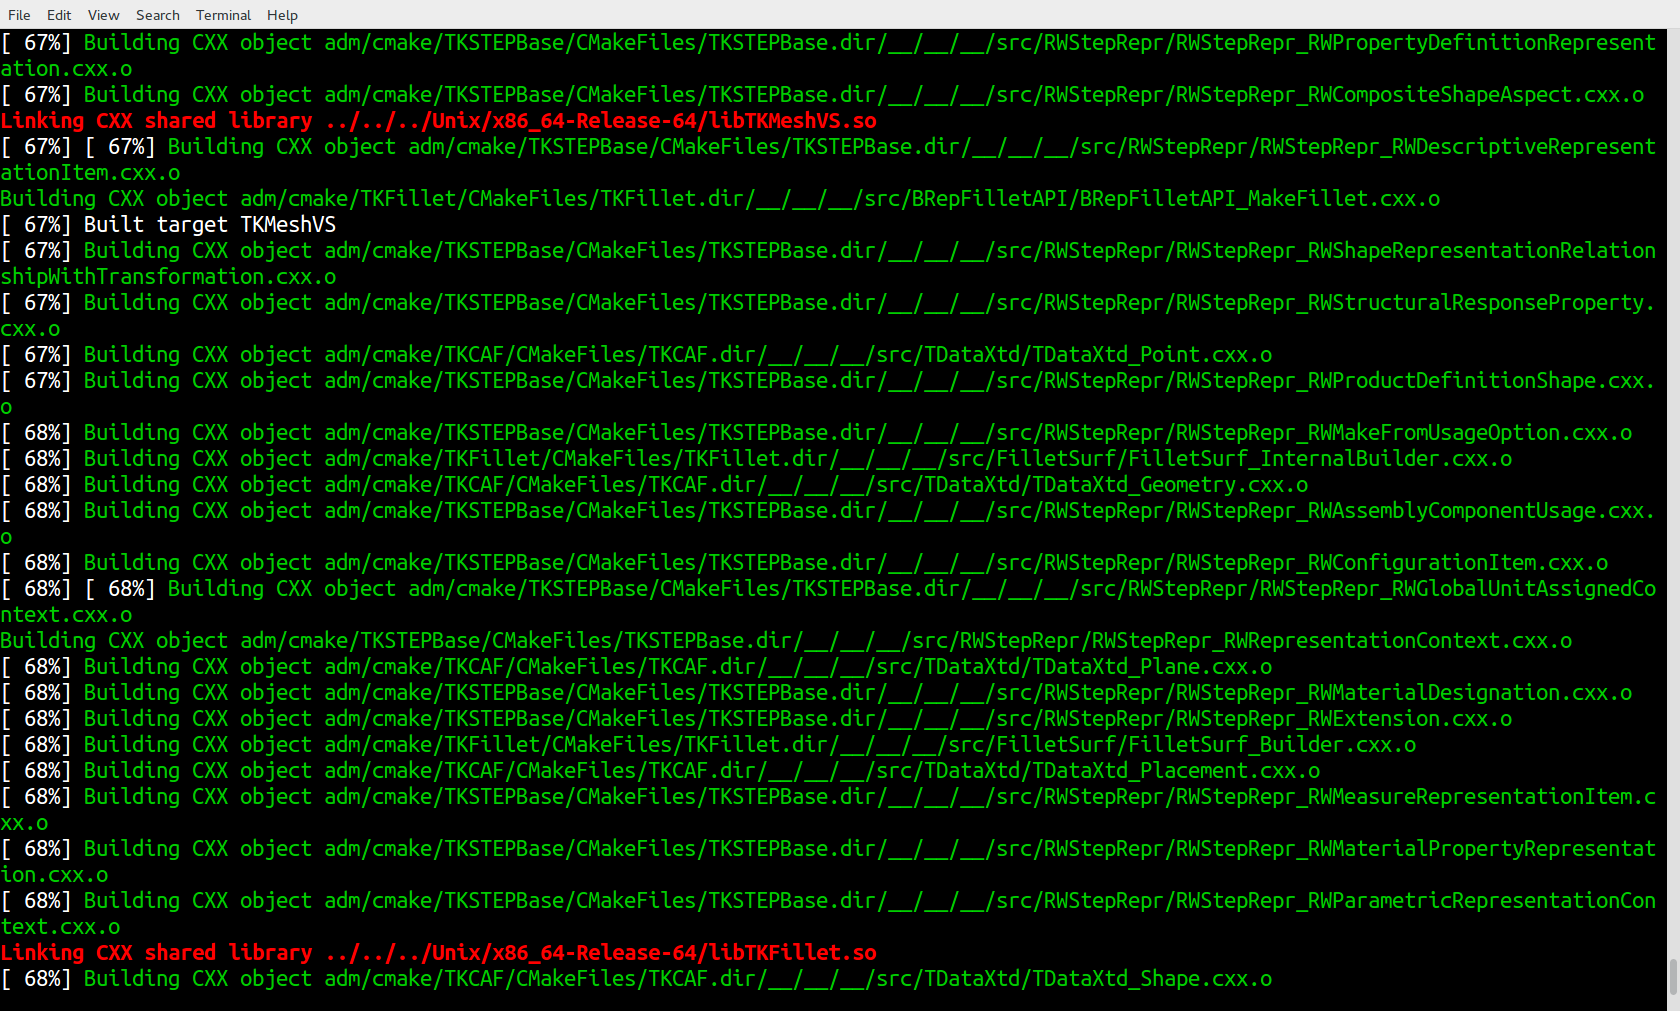 File Edit View Search Terminal Help
[ 67%] Building CXX object adm/cmake/TKSTEPBase/CMakeFiles/TKSTEPBase.dir/__/__/__/src/RWStepRepr/RWStepRepr_RWPropertyDefinitionRepresent
ation.cxx.o
[ 67%] Building CXX object adm/cmake/TKSTEPBase/CMakeFiles/TKSTEPBase.dir/__/__/__/src/RWStepRepr/RWStepRepr_RWCompositeShapeAspect.cxx.o
Linking CXX shared library ../../../Unix/x86_64-Release-64/libTKMeshVS.so
[ 67%] [ 67%] Building CXX object adm/cmake/TKSTEPBase/CMakeFiles/TKSTEPBase.dir/__/__/__/src/RWStepRepr/RWStepRepr_RWDescriptiveRepresent
ationItem.cxx.o
Building CXX object adm/cmake/TKFillet/CMakeFiles/TKFillet.dir/__/__/__/src/BRepFilletAPI/BRepFilletAPI_MakeFillet.cxx.o
[ 67%] Built target TKMeshVS
[ 67%] Building CXX object adm/cmake/TKSTEPBase/CMakeFiles/TKSTEPBase.dir/__/__/__/src/RWStepRepr/RWStepRepr_RWShapeRepresentationRelation
shipWithTransformation.cxx.o
[ 67%] Building CXX object adm/cmake/TKSTEPBase/CMakeFiles/TKSTEPBase.dir/__/__/__/src/RWStepRepr/RWStepRepr_RWStructuralResponseProperty.
cxx.o
[ 67%] Building CXX object adm/cmake/TKCAF/CMakeFiles/TKCAF.dir/__/__/__/src/TDataXtd/TDataXtd_Point.cxx.o
[ 67%] Building CXX object adm/cmake/TKSTEPBase/CMakeFiles/TKSTEPBase.dir/__/__/__/src/RWStepRepr/RWStepRepr_RWProductDefinitionShape.cxx.
o
[ 68%] Building CXX object adm/cmake/TKSTEPBase/CMakeFiles/TKSTEPBase.dir/__/__/__/src/RWStepRepr/RWStepRepr_RWMakeFromUsageOption.cxx.o
[ 68%] Building CXX object adm/cmake/TKFillet/CMakeFiles/TKFillet.dir/__/__/__/src/FilletSurf/FilletSurf_InternalBuilder.cxx.o
[ 68%] Building CXX object adm/cmake/TKCAF/CMakeFiles/TKCAF.dir/__/__/__/src/TDataXtd/TDataXtd_Geometry.cxx.o
[ 68%] Building CXX object adm/cmake/TKSTEPBase/CMakeFiles/TKSTEPBase.dir/__/__/__/src/RWStepRepr/RWStepRepr_RWAssemblyComponentUsage.cxx.
o
[ 68%] Building CXX object adm/cmake/TKSTEPBase/CMakeFiles/TKSTEPBase.dir/__/__/__/src/RWStepRepr/RWStepRepr_RWConfigurationItem.cxx.o
[ 68%] [ 68%] Building CXX object adm/cmake/TKSTEPBase/CMakeFiles/TKSTEPBase.dir/__/__/__/src/RWStepRepr/RWStepRepr_RWGlobalUnitAssignedCo
ntext.cxx.o
Building CXX object adm/cmake/TKSTEPBase/CMakeFiles/TKSTEPBase.dir/__/__/__/src/RWStepRepr/RWStepRepr_RWRepresentationContext.cxx.o
[ 68%] Building CXX object adm/cmake/TKCAF/CMakeFiles/TKCAF.dir/__/__/__/src/TDataXtd/TDataXtd_Plane.cxx.o
[ 68%] Building CXX object adm/cmake/TKSTEPBase/CMakeFiles/TKSTEPBase.dir/__/__/__/src/RWStepRepr/RWStepRepr_RWMaterialDesignation.cxx.o
[ 68%] Building CXX object adm/cmake/TKSTEPBase/CMakeFiles/TKSTEPBase.dir/__/__/__/src/RWStepRepr/RWStepRepr_RWExtension.cxx.o
[ 68%] Building CXX object adm/cmake/TKFillet/CMakeFiles/TKFillet.dir/__/__/__/src/FilletSurf/FilletSurf_Builder.cxx.o
[ 68%] Building CXX object adm/cmake/TKCAF/CMakeFiles/TKCAF.dir/__/__/__/src/TDataXtd/TDataXtd_Placement.cxx.o
[ 68%] Building CXX object adm/cmake/TKSTEPBase/CMakeFiles/TKSTEPBase.dir/__/__/__/src/RWStepRepr/RWStepRepr_RWMeasureRepresentationItem.c
xx.o
[ 68%] Building CXX object adm/cmake/TKSTEPBase/CMakeFiles/TKSTEPBase.dir/__/__/__/src/RWStepRepr/RWStepRepr_RWMaterialPropertyRepresentat
ion.cxx.o
[ 68%] Building CXX object adm/cmake/TKSTEPBase/CMakeFiles/TKSTEPBase.dir/__/__/__/src/RWStepRepr/RWStepRepr_RWParametricRepresentationCon
text.cxx.o
Linking CXX shared library ../../../Unix/x86_64-Release-64/libTKFillet.so
[ 68%] Building CXX object adm/cmake/TKCAF/CMakeFiles/TKCAF.dir/__/__/__/src/TDataXtd/TDataXtd_Shape.cxx.o